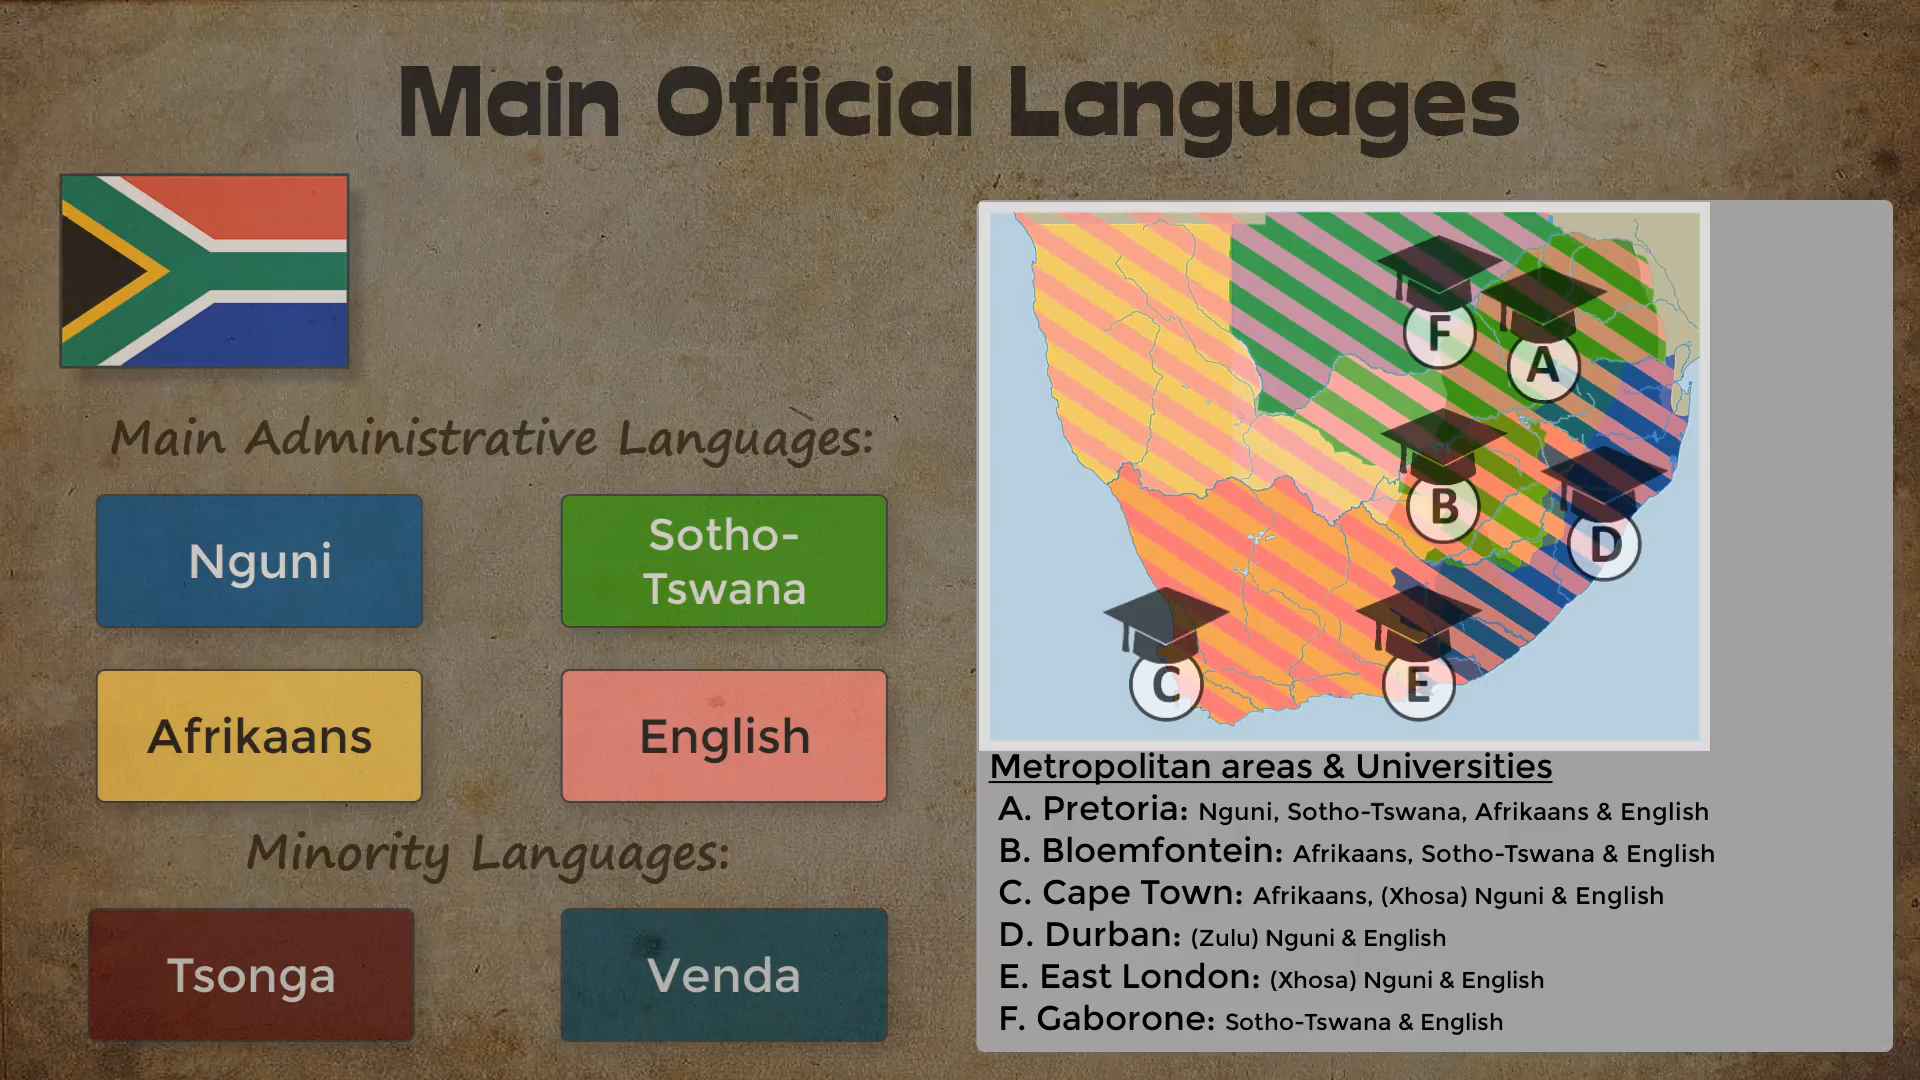 Main Official Languages
Main Administrative Languages:
Nguni
Sotho-
Tswana
Afrikaans
English
Minority Languages:
Tsonga
Venda
F
A
B
D
C
E
Metropolitan areas & Universities
A. Pretoria: Nguni, Sotho-Tswana, Afrikaans & English
B. Bloemfontein: Afrikaans, Sotho-Tswana & English
C. Cape Town: Afrikaans, (Xhosa) Nguni & English
D. Durban: (Zulu) Nguni & English
E. East London: (Xhosa) Nguni & English
F. Gaborone: Sotho-Tswana & English